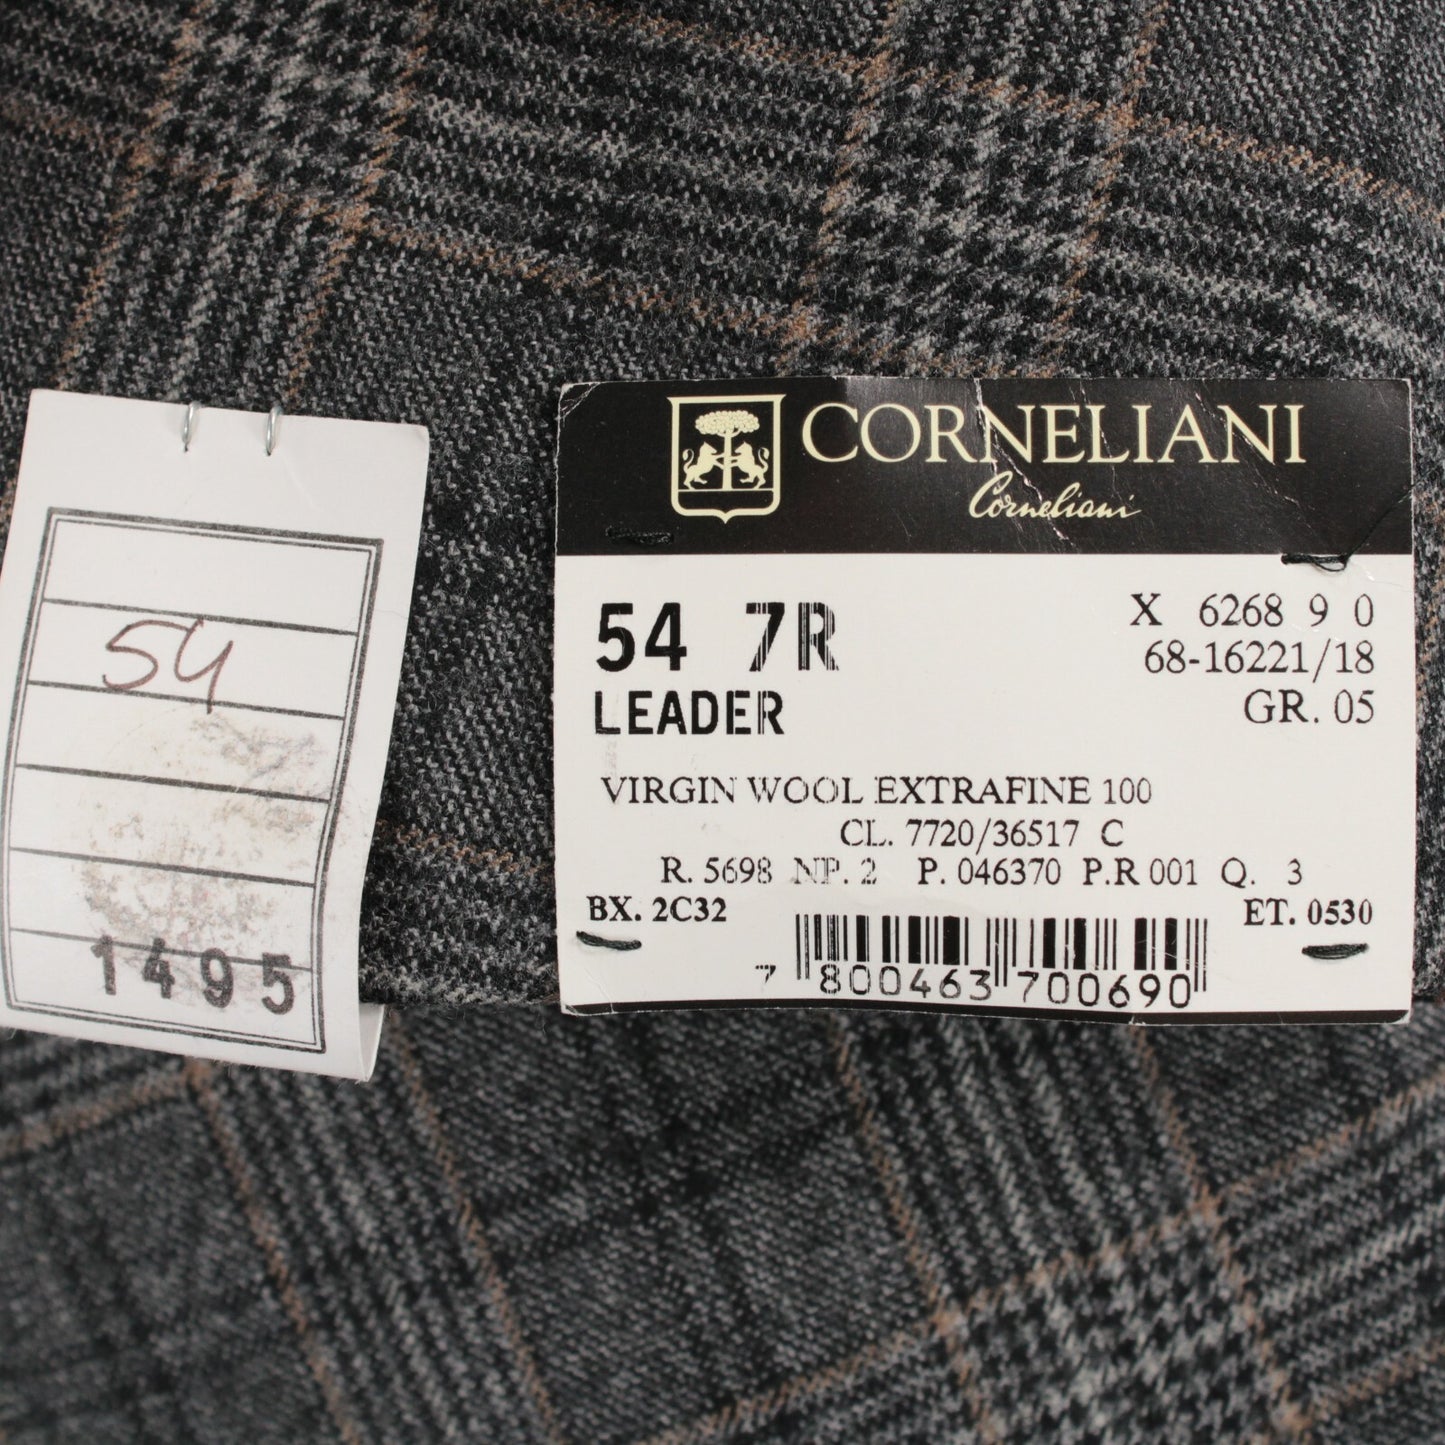 54
1495
CORNELIANI
Corneliani
54 7R
LEADER
X 6268 9 0
68-16221/18
GR. 05
VIRGIN WOOL EXTRAFINE 100
CL. 7720/36517 C
R. 5698 NP. 2 P. 046370 P.R 001 Q. 3
BX. 2C32
ET. 0530
7 800463 700690